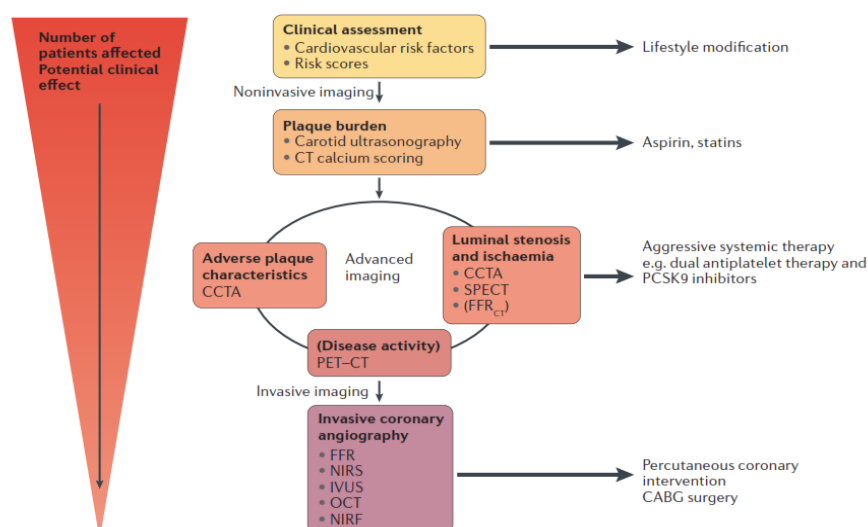 Number of
patients affected
Potential clinical
effect
Clinical assessment
• Cardiovascular risk factors
• Risk scores
Lifestyle modification
Noninvasive imaging
Plaque burden
• Carotid ultrasonography
• CT calcium scoring
Aspirin, statins
Adverse plaque
characteristics
CCTA
Advanced
imaging
Luminal stenosis
and ischaemia
• CCTA
• SPECT
• (FFRCT)
Aggressive systemic therapy
e.g. dual antiplatelet therapy and
PCSK9 inhibitors
(Disease activity)
PET–CT
Invasive imaging
Invasive coronary
angiography
• FFR
• NIRS
• IVUS
• OCT
• NIRF
Percutaneous coronary
intervention
CABG surgery